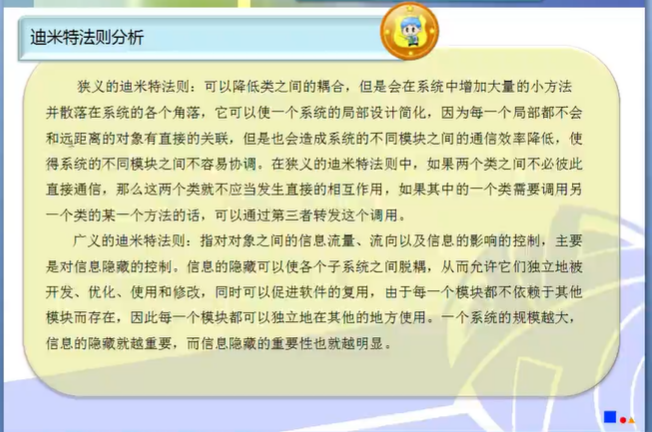 迪米特法则分析
狭义的迪米特法则：可以降低类之间的耦合，但是会在系统中增加大量的小方法
并散落在系统的各个角落，它可以使一个系统的局部设计简化，因为每一个局部都不会
和远距离的对象有直接的关联，但是也会造成系统的不同模块之间的通信效率降低，使
得系统的不同模块之间不容易协调。在狭义的迪米特法则中，如果两个类之间不必彼此
直接通信，那么这两个类就不应当发生直接的相互作用，如果其中的一个类需要调用另
一个类的某一个方法的话，可以通过第三者转发这个调用。
广义的迪米特法则：指对对象之间的信息流量、流向以及信息的影响的控制，主要
是对信息隐藏的控制。信息的隐藏可以使各个子系统之间脱耦，从而允许它们独立地被
开发、优化、使用和修改，同时可以促进软件的复用，由于每一个模块都不依赖于其他
模块而存在，因此每一个模块都可以独立地在其他的地方使用。一个系统的规模越大，
信息的隐藏就越重要，而信息隐藏的重要性也就越明显。